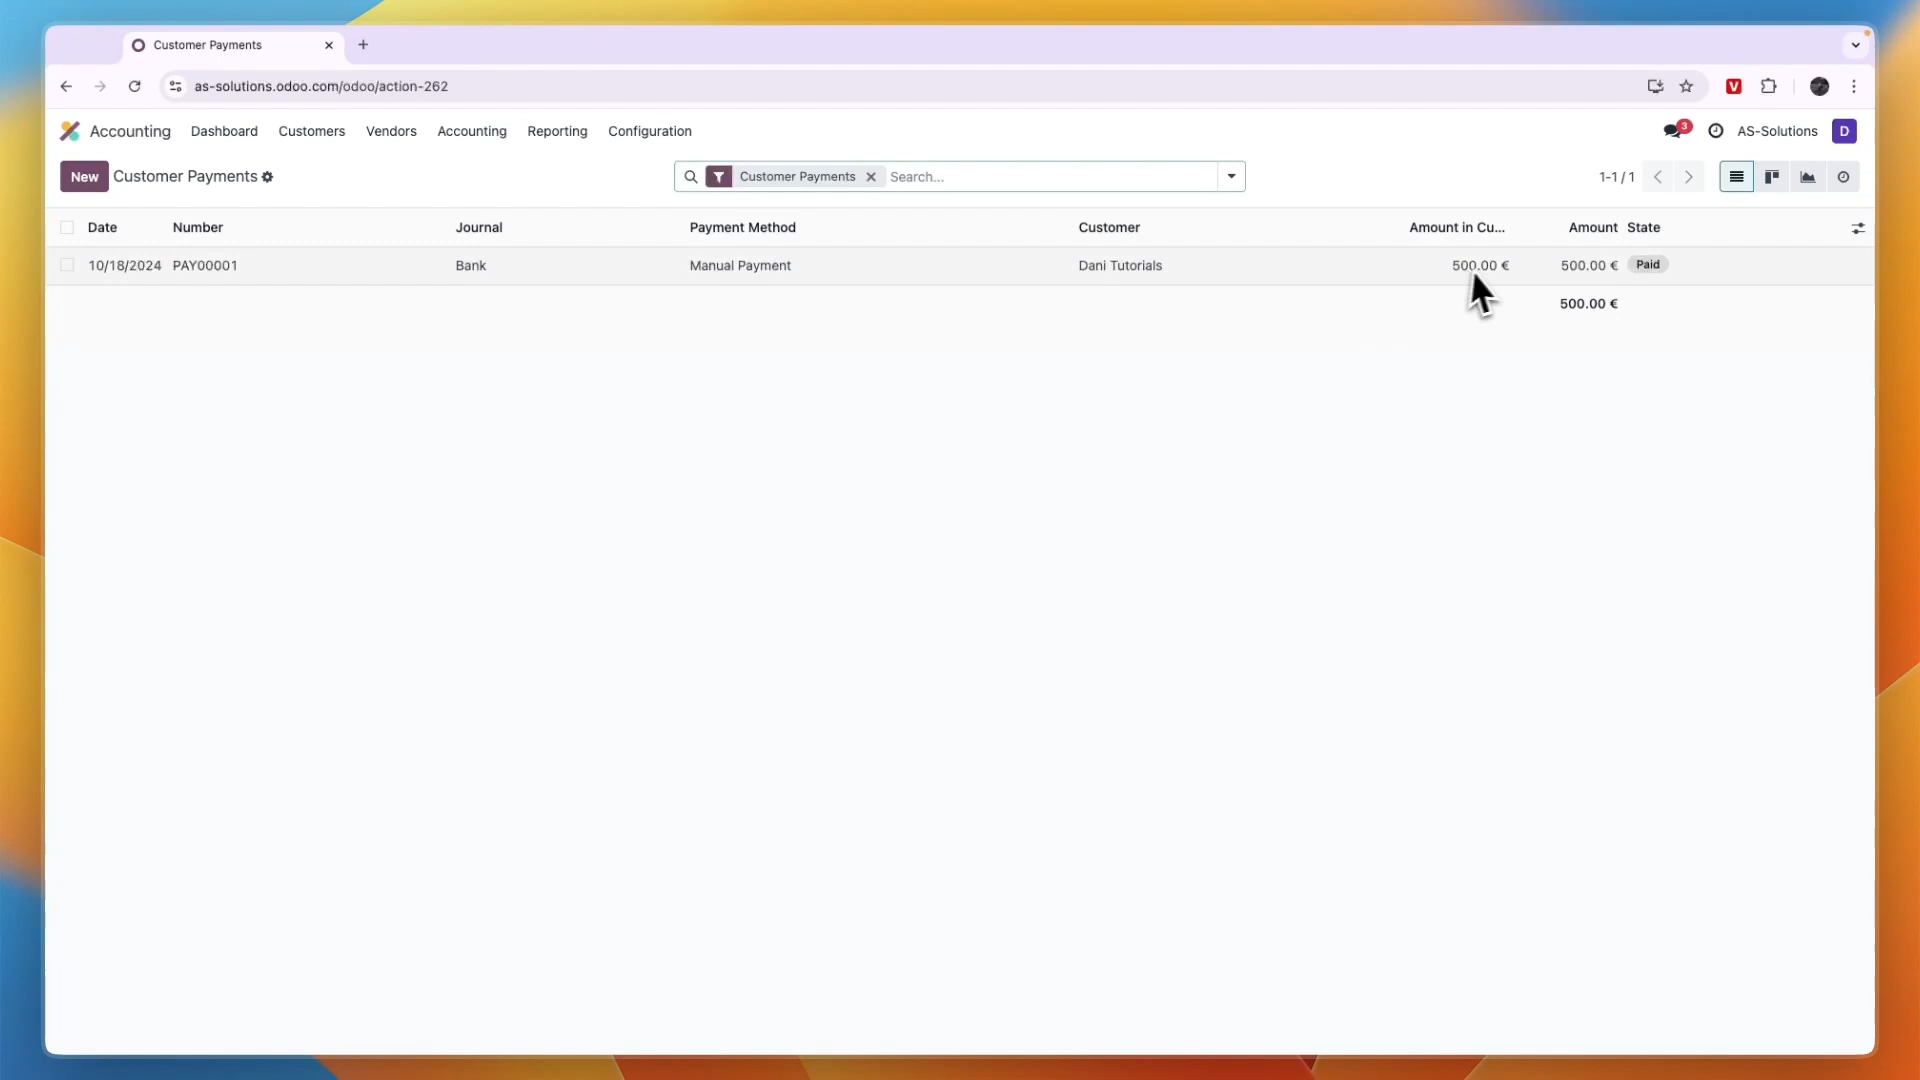 Customer Payments
as-solutions.odoo.com/odoo/action-262
V
Accounting Dashboard Customers Vendors Accounting Reporting Configuration 3 AS-Solutions D
New Customer Payments Customer Payments Search... 1-1 / 1
Date Number Journal Payment Method Customer Amount in Cu... Amount State
10/18/2024 PAY00001 Bank Manual Payment Dani Tutorials 500.00 € 500.00 € Paid
500.00 €